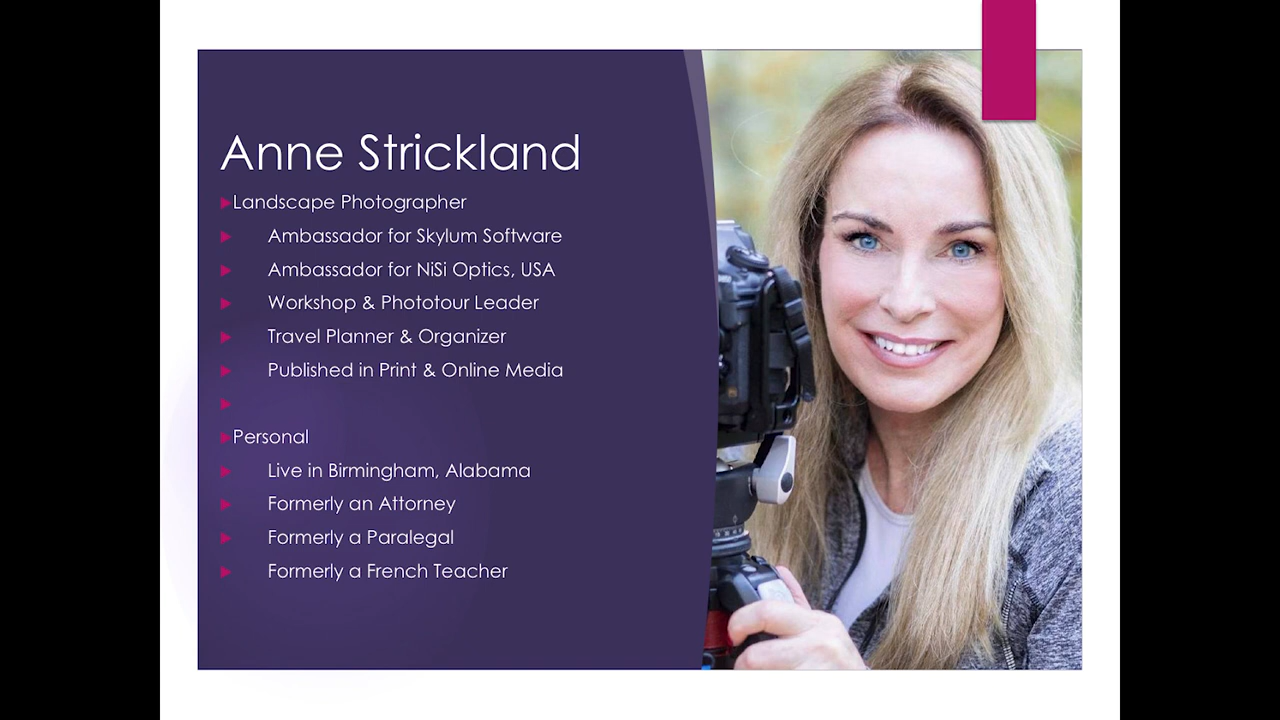 Anne Strickland
Landscape Photographer
Ambassador for Skylum Software
Ambassador for NiSi Optics, USA
Workshop & Phototour Leader
Travel Planner & Organizer
Published in Print & Online Media
Personal
Live in Birmingham, Alabama
Formerly an Attorney
Formerly a Paralegal
Formerly a French Teacher